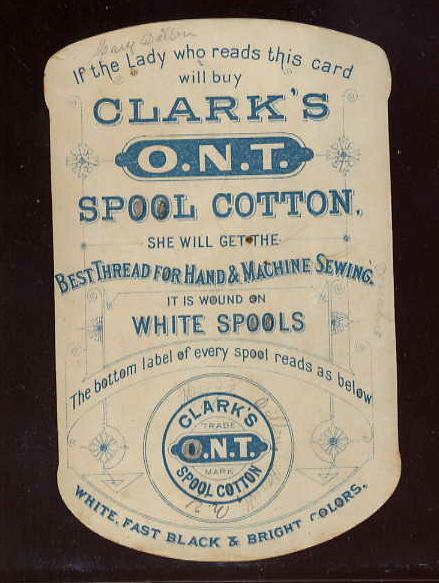 If the Lady who reads this card
will buy
CLARK'S
O.N.T.
SPOOL COTTON.
SHE WILL GET THE
BEST THREAD FOR HAND & MACHINE SEWING.
IT IS WOUND ON
WHITE SPOOLS
The bottom label of every spool reads as below
CLARK'S
TRADE
O.N.T.
MARK
SPOOL COTTON
WHITE, FAST BLACK & BRIGHT COLORS.